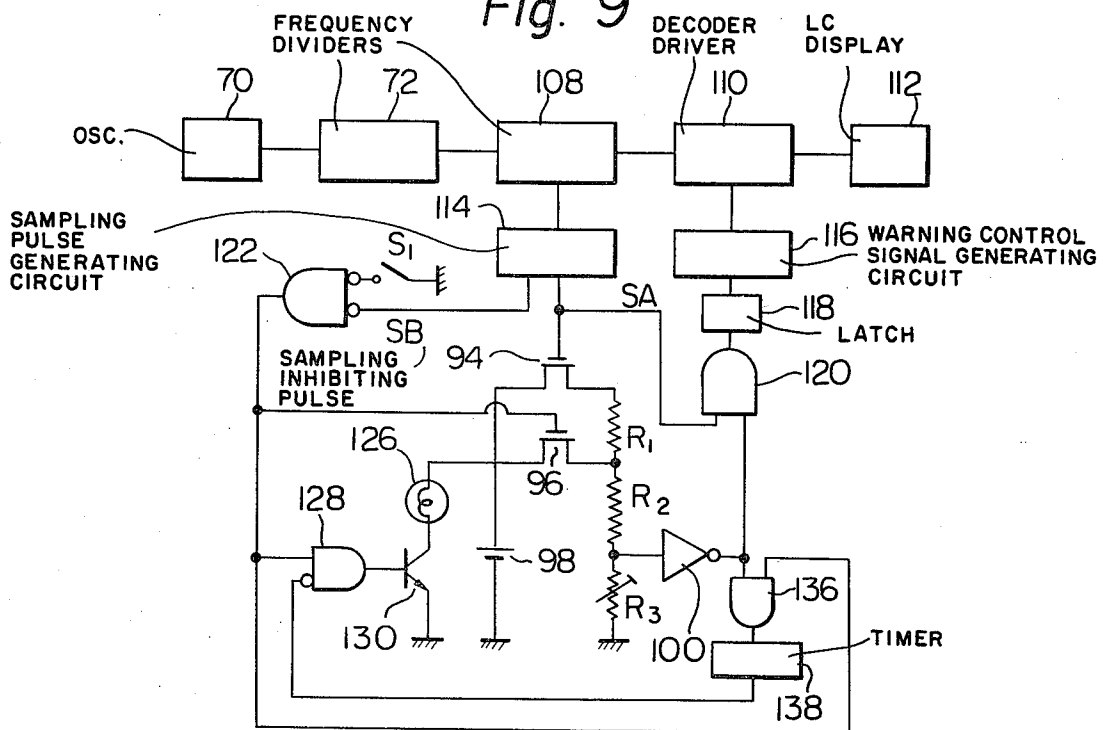 Fig. 9
FREQUENCY
DIVIDERS
DECODER
DRIVER
LC
DISPLAY
70
72
108
110
112
OSC.
SAMPLING
PULSE
GENERATING
CIRCUIT
114
122
S1
116 WARNING CONTROL
SIGNAL GENERATING
CIRCUIT
SA
118
LATCH
SB
SAMPLING
INHIBITING
PULSE
94
120
R1
126
96
128
R2
98
136
130
R3
100
TIMER
138